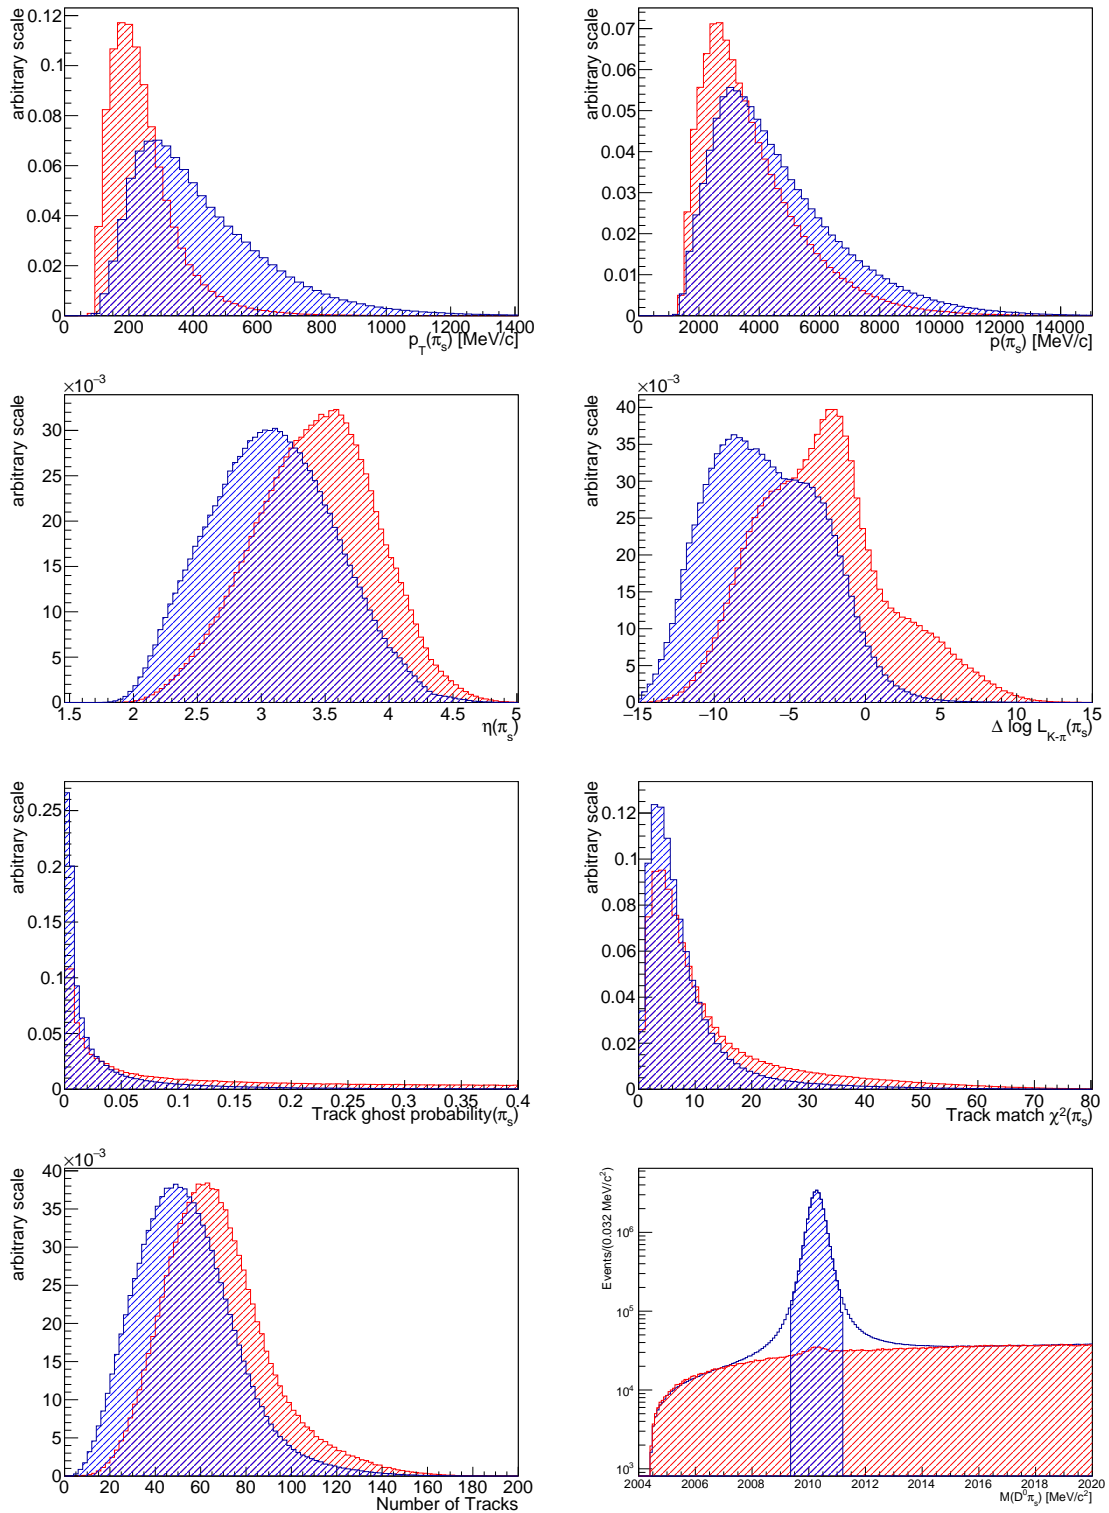 arbitrary scale
0.12
0.1
0.08
0.06
0.04
0.02
0
0 200 400 600 800 1000 1200 1400
p_T(π_s) [MeV/c]
arbitrary scale
0.07
0.06
0.05
0.04
0.03
0.02
0.01
0
0 2000 4000 6000 8000 10000 12000 14000
p(π_s) [MeV/c]
×10⁻³
arbitrary scale
30
25
20
15
10
5
0
1.5 2 2.5 3 3.5 4 4.5 5
η(π_s)
×10⁻³
arbitrary scale
40
35
30
25
20
15
10
5
0
−15 −10 −5 0 5 10 15
Δ log L_{K-π}(π_s)
arbitrary scale
0.25
0.2
0.15
0.1
0.05
0
0 0.05 0.1 0.15 0.2 0.25 0.3 0.35 0.4
Track ghost probability(π_s)
arbitrary scale
0.12
0.1
0.08
0.06
0.04
0.02
0
0 10 20 30 40 50 60 70 80
Track match χ²(π_s)
×10⁻³
arbitrary scale
40
35
30
25
20
15
10
5
0
0 20 40 60 80 100 120 140 160 180 200
Number of Tracks
Events/(0.032 MeV/c²)
10⁶
10⁵
10⁴
10³
2004 2006 2008 2010 2012 2014 2016 2018 2020
M(D⁰π_s) [MeV/c²]